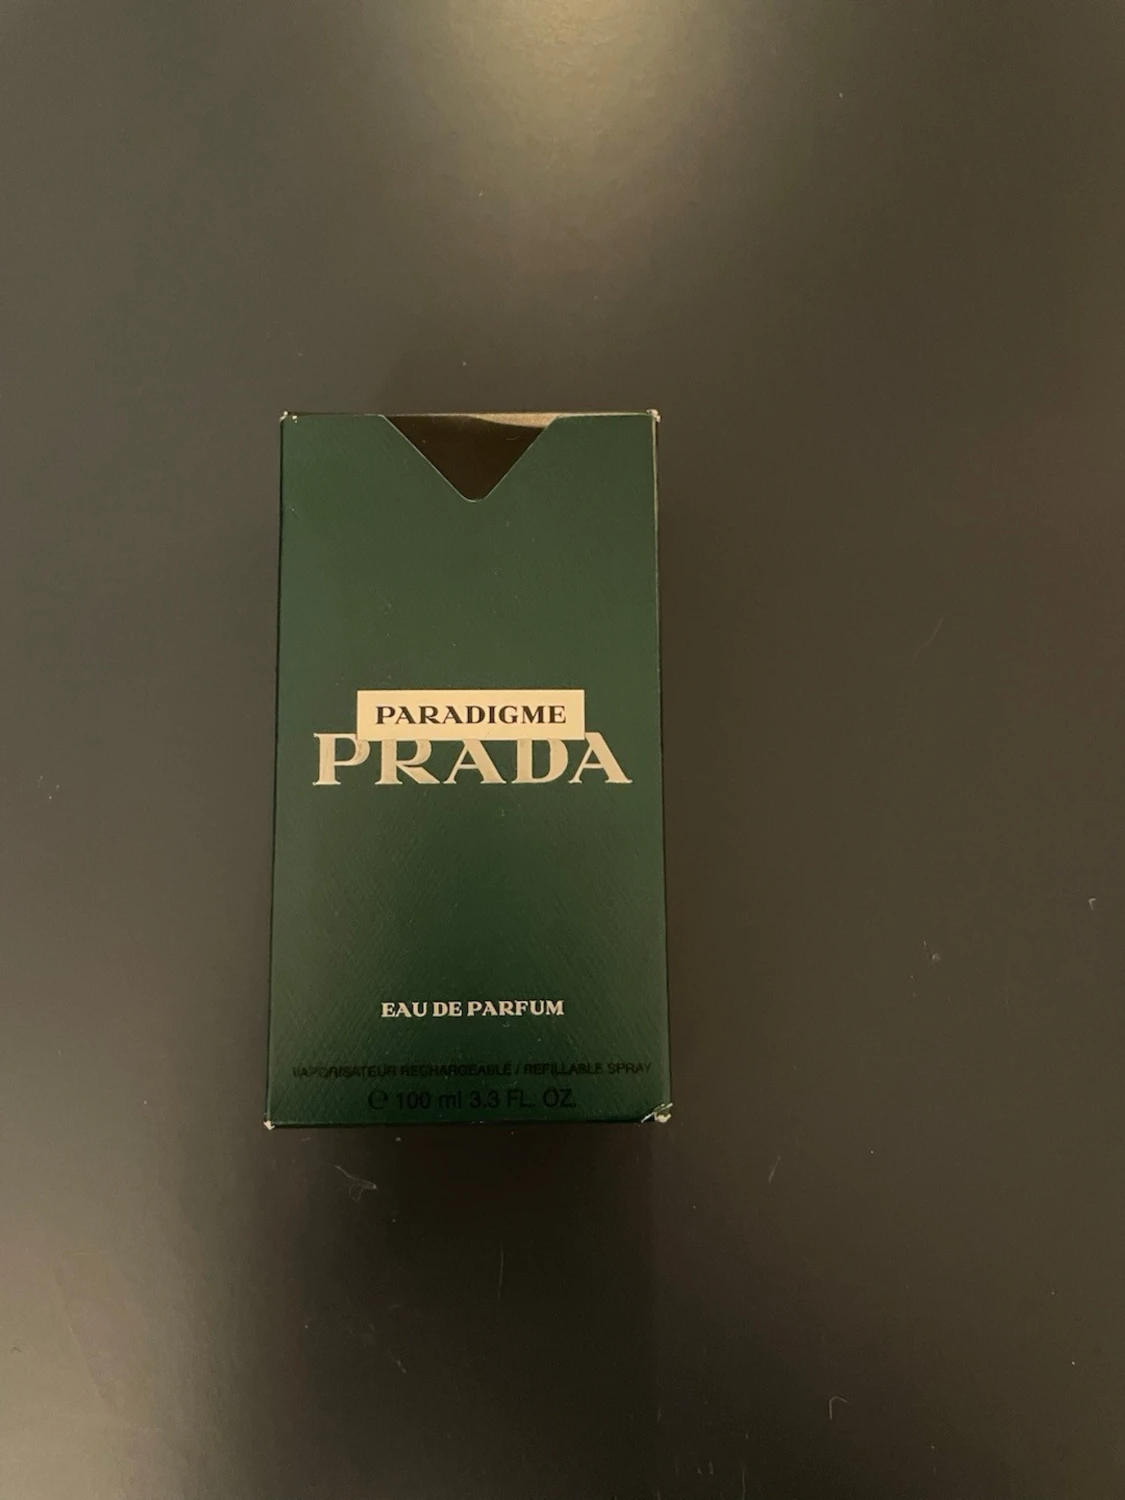 PARADIGME
PRADA
EAU DE PARFUM
VAPORISATEUR RECHARGEABLE / REFILLABLE SPRAY
℮ 100 ml 3.3 FL. OZ.